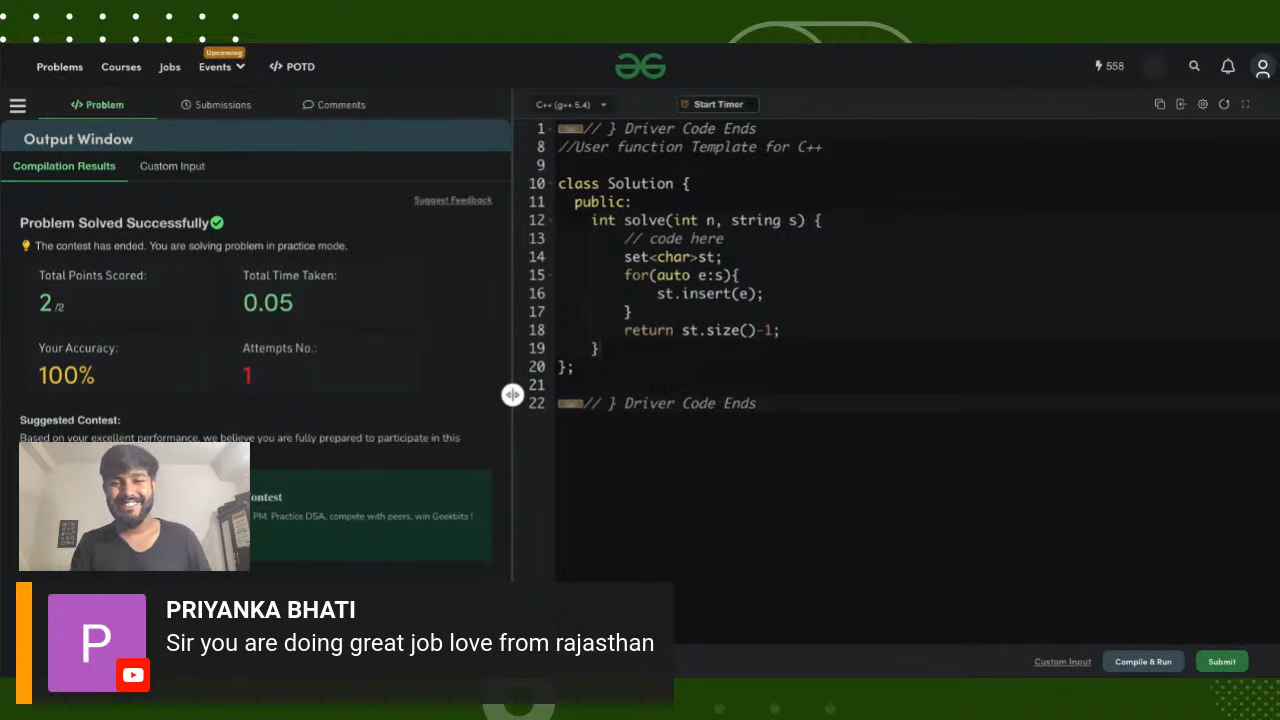 Upcoming
Problems
Courses
Jobs
Events
</> POTD
558
</> Problem
Submissions
Comments
C++ (g++ 5.4)
Start Timer
Output Window
Compilation Results
Custom Input
Suggest Feedback
Problem Solved Successfully
The contest has ended. You are solving problem in practice mode.
Total Points Scored:
Total Time Taken:
2 /2
0.05
Your Accuracy:
Attempts No.:
100%
1
Suggested Contest:
Based on your excellent performance, we believe you are fully prepared to participate in this
ontest
PM: Practice DSA, compete with peers, win Geekbits !
1 // } Driver Code Ends
8 //User function Template for C++
9
10 class Solution {
11 public:
12 int solve(int n, string s) {
13 // code here
14 set<char>st;
15 for(auto e:s){
16 st.insert(e);
17 }
18 return st.size()-1;
19 }
20 };
21
22 // } Driver Code Ends
Custom Input
Compile & Run
Submit
P
PRIYANKA BHATI
Sir you are doing great job love from rajasthan